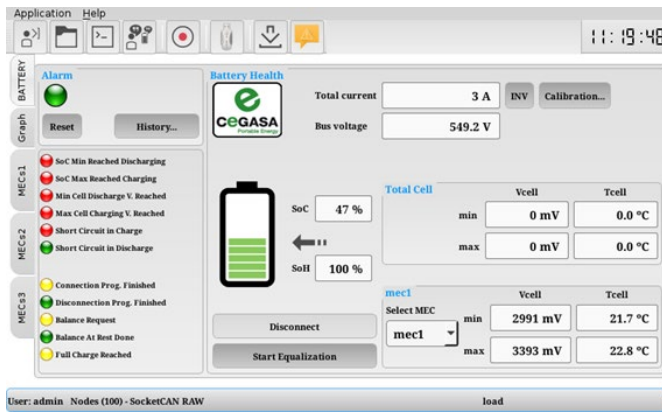 Application Help
11:19:48
BATTERY
Graph
MECs1
MECs2
MECs3
Alarm
Reset
History...
SoC Min Reached Discharging
SoC Max Reached Charging
Min Cell Discharge V. Reached
Max Cell Charging V. Reached
Short Circuit in Charge
Short Circuit in Discharge
Connection Prog. Finished
Disconnection Prog. Finished
Balance Request
Balance At Rest Done
Full Charge Reached
Battery Health
ceGASA
Portable Energy
Total current 3 A INV Calibration...
Bus voltage 549.2 V
SoC 47 %
SoH 100 %
Disconnect
Start Equalization
Total Cell
Vcell Tcell
min 0 mV 0.0 °C
max 0 mV 0.0 °C
mec1
Vcell Tcell
Select MEC
mec1
min 2991 mV 21.7 °C
max 3393 mV 22.8 °C
User: admin Nodes (100) - SocketCAN RAW load